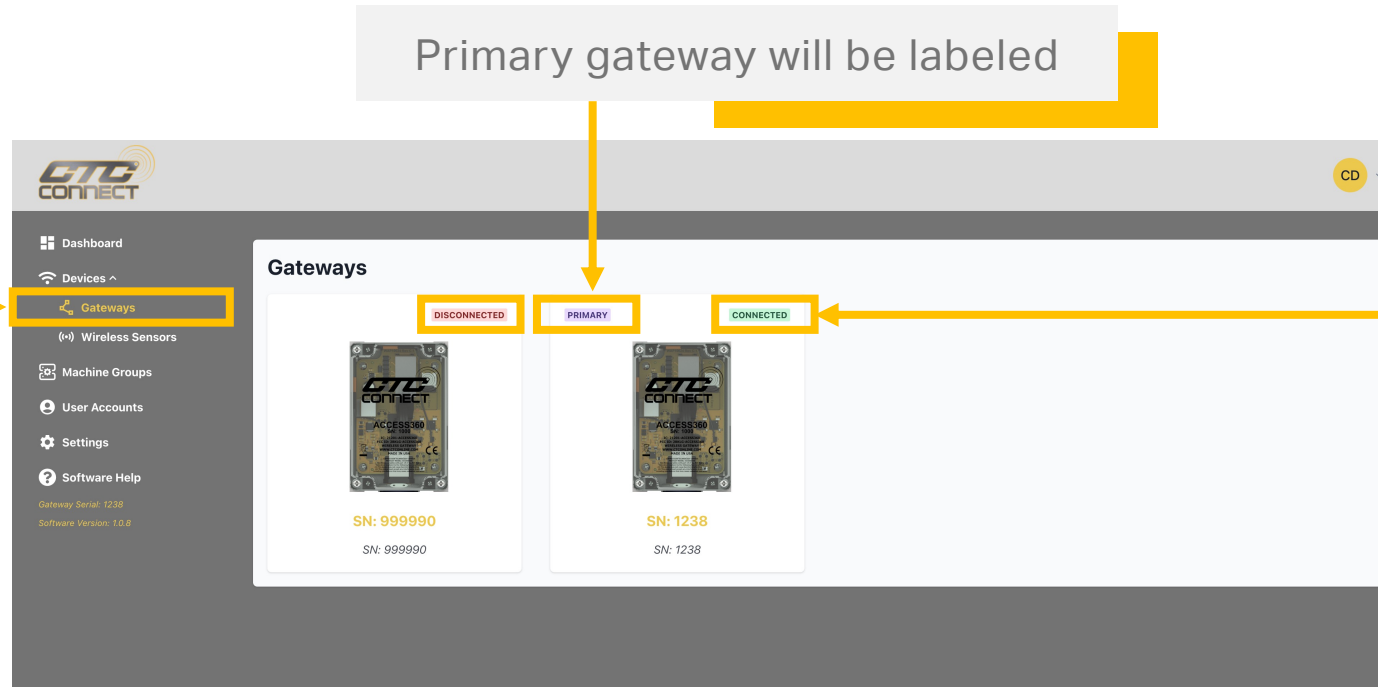 Primary gateway will be labeled
CTC
CONNECT
CD
Dashboard
Devices
Gateways
Wireless Sensors
Machine Groups
User Accounts
Settings
Software Help
Gateway Serial: 1238
Software Version: 1.0.8
Gateways
DISCONNECTED
CTC
CONNECT
ACCESS360
SN: 999990
SN: 999990
PRIMARY
CONNECTED
CTC
CONNECT
ACCESS360
SN: 1238
SN: 1238